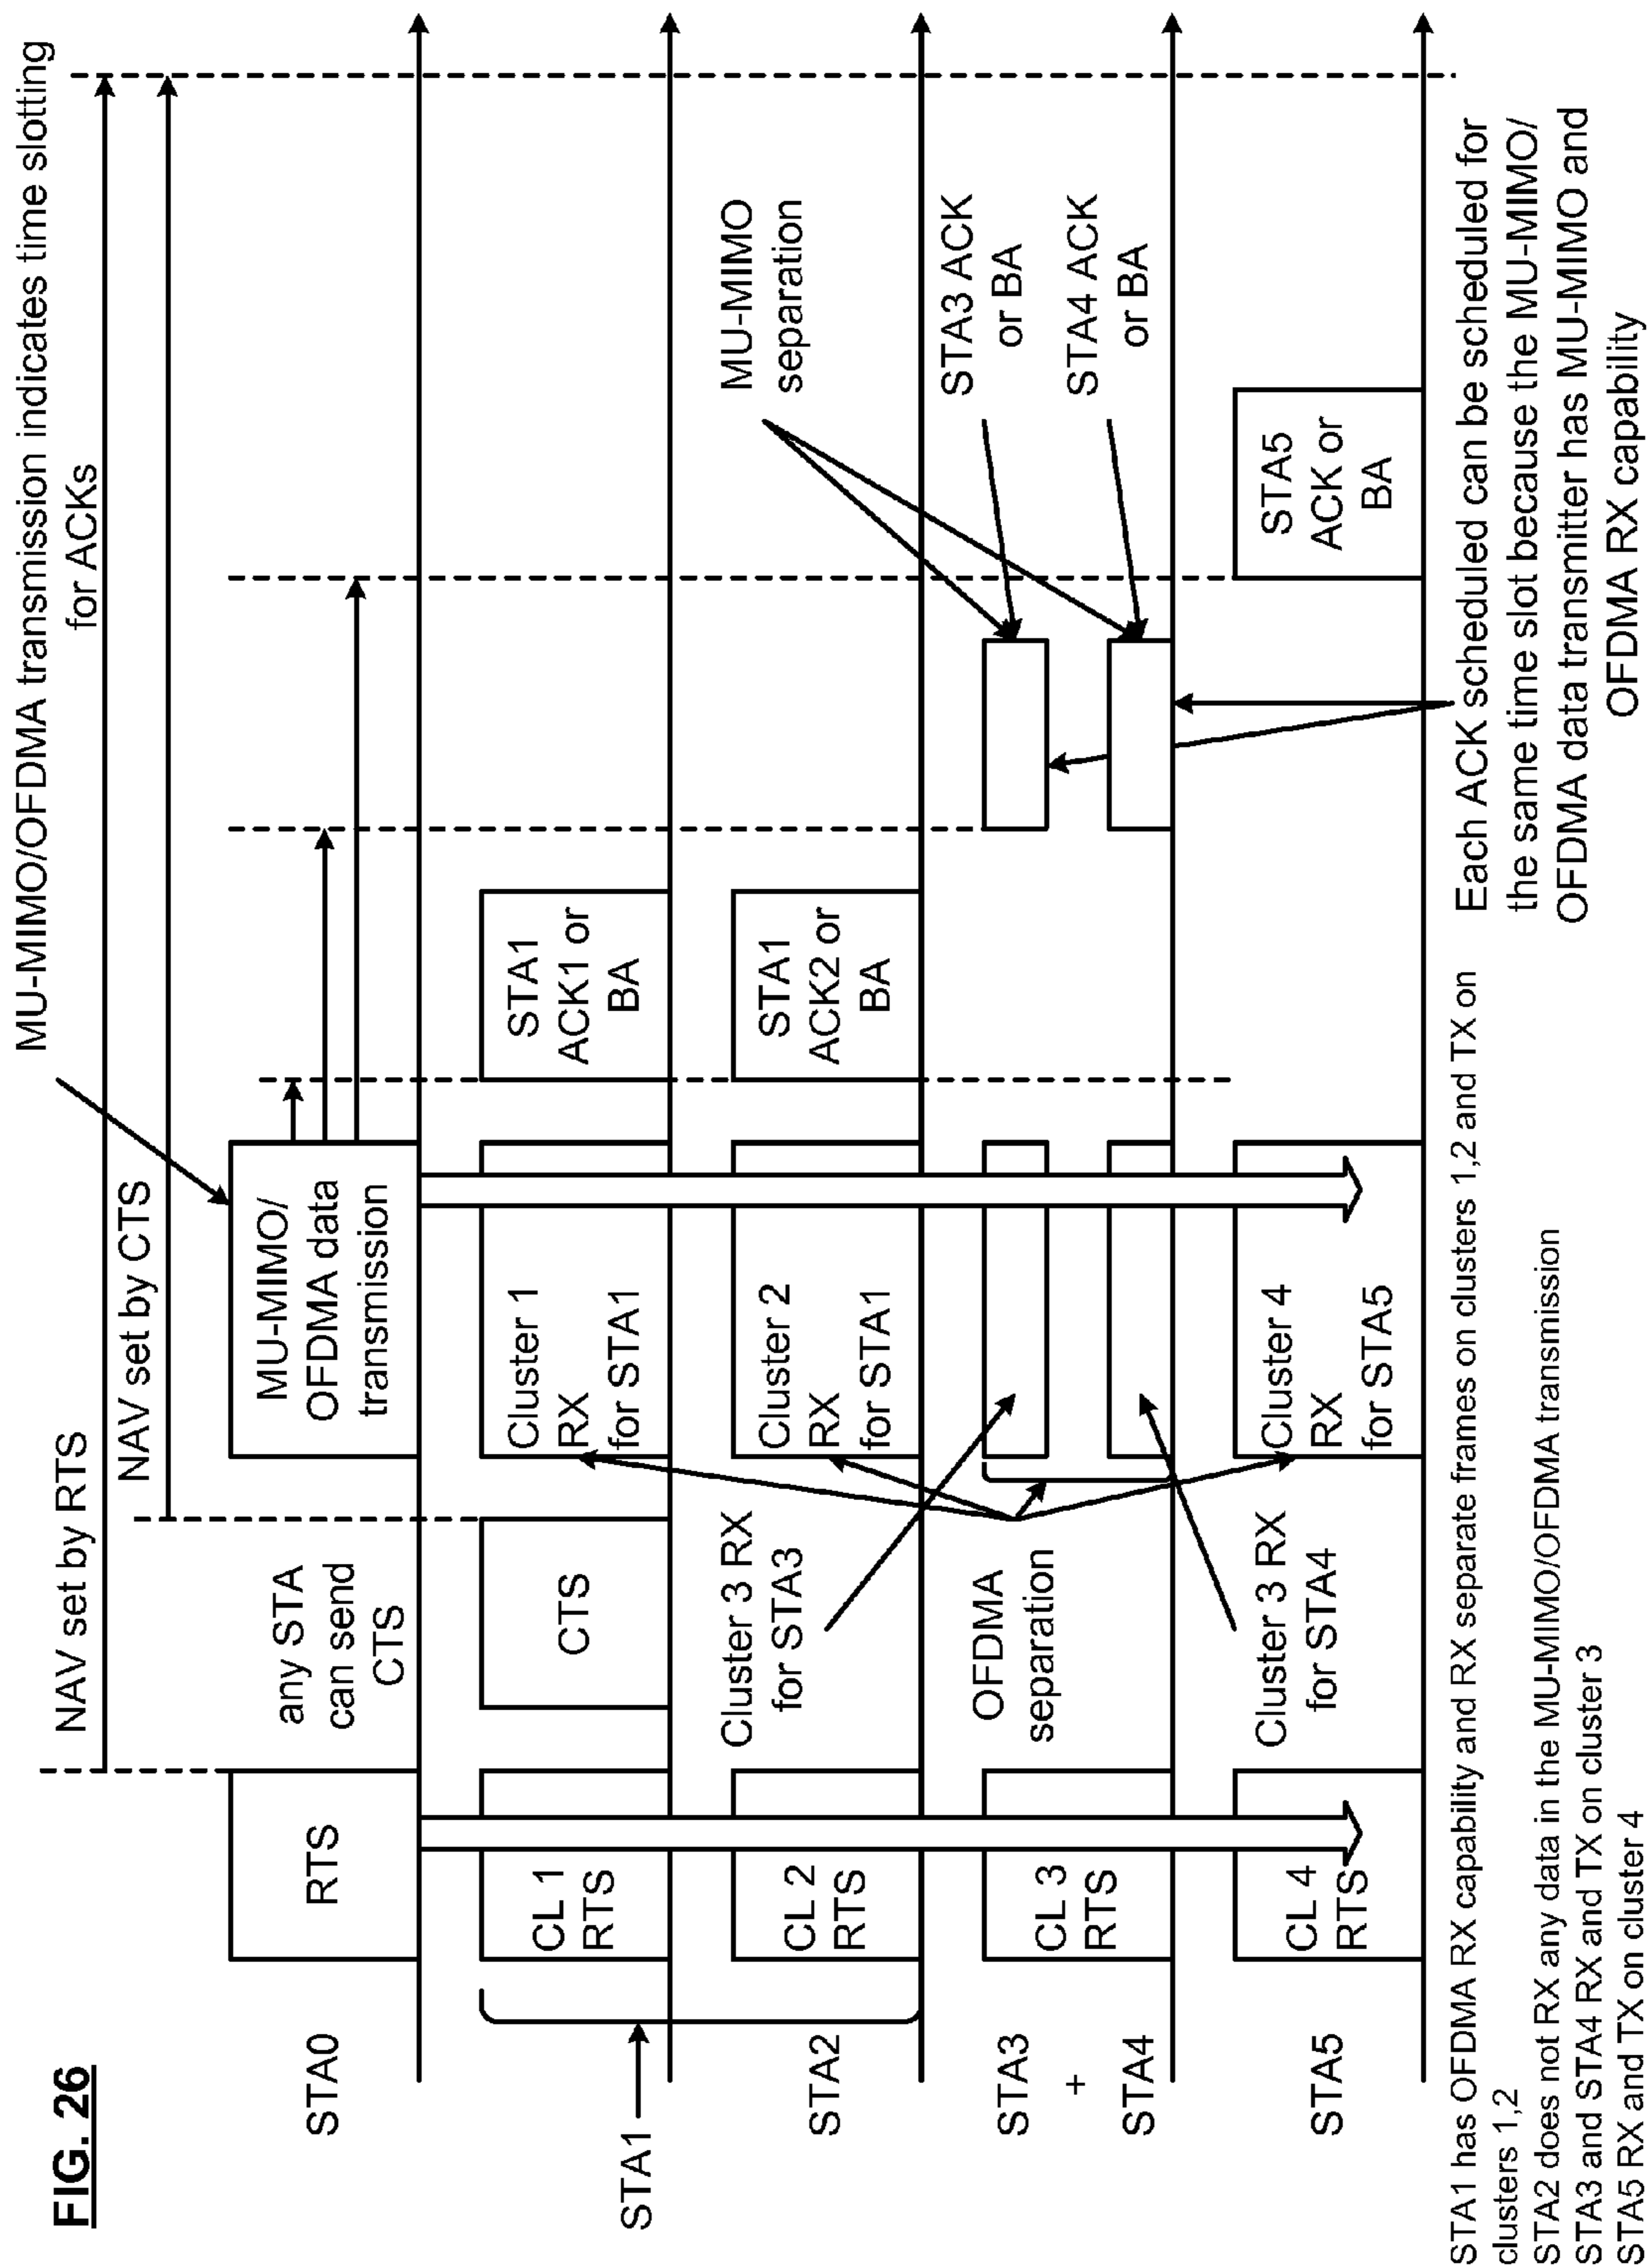 FIG. 26
MU-MIMO/OFDMA transmission indicates time slotting
for ACKs
NAV set by RTS
NAV set by CTS
STA0
RTS
any STA
can send
CTS
MU-MIMO/
OFDMA data
transmission
STA1
CL 1
RTS
CTS
Cluster 1
RX
for STA1
STA1
ACK1 or
BA
STA2
CL 2
RTS
Cluster 3 RX
for STA3
Cluster 2
RX
for STA1
STA1
ACK2 or
BA
MU-MIMO
separation
STA3
+
STA4
CL 3
RTS
OFDMA
separation
STA3 ACK
or BA
STA4 ACK
or BA
STA5
CL 4
RTS
Cluster 3 RX
for STA4
Cluster 4
RX
for STA5
STA5
ACK or
BA
STA1 has OFDMA RX capability and RX separate frames on clusters 1,2 and TX on
clusters 1,2
STA2 does not RX any data in the MU-MIMO/OFDMA transmission
STA3 and STA4 RX and TX on cluster 3
STA5 RX and TX on cluster 4
Each ACK scheduled can be scheduled for
the same time slot because the MU-MIMO/
OFDMA data transmitter has MU-MIMO and
OFDMA RX capability